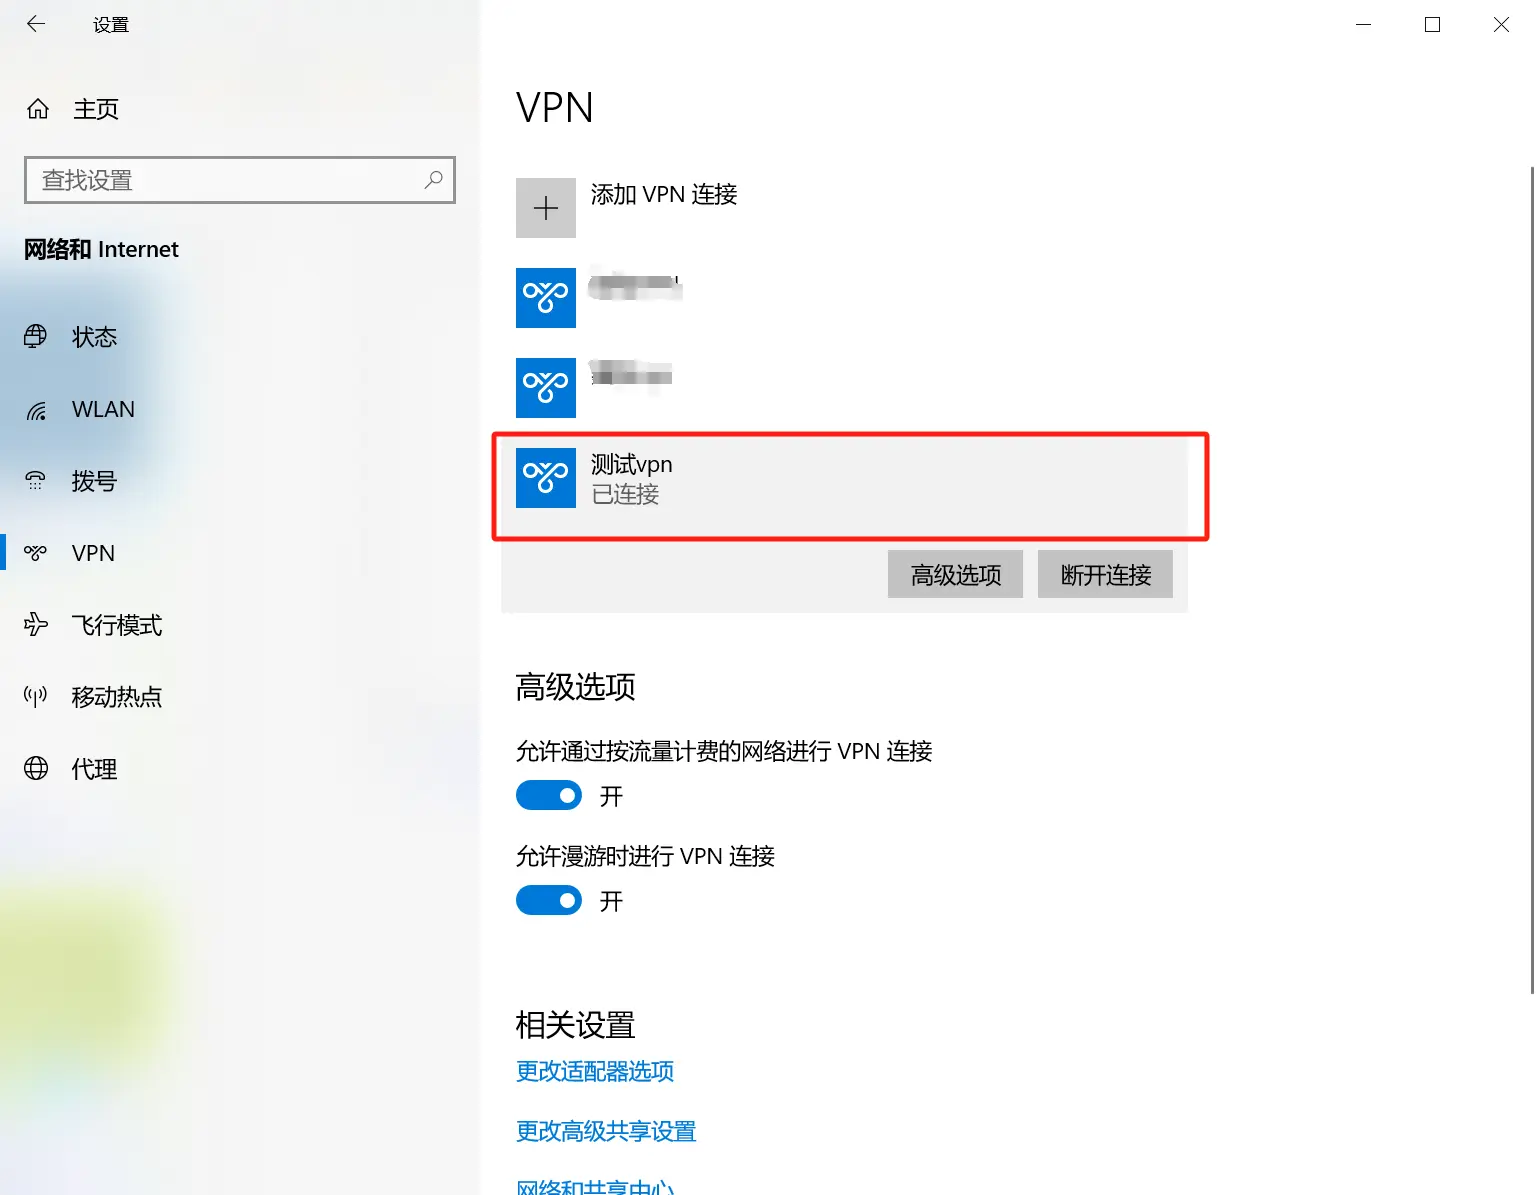 设置
主页
查找设置
网络和 Internet
状态
WLAN
拨号
VPN
飞行模式
移动热点
代理
VPN
添加 VPN 连接
测试vpn
已连接
高级选项
断开连接
高级选项
允许通过按流量计费的网络进行 VPN 连接
开
允许漫游时进行 VPN 连接
开
相关设置
更改适配器选项
更改高级共享设置
网络和共享中心